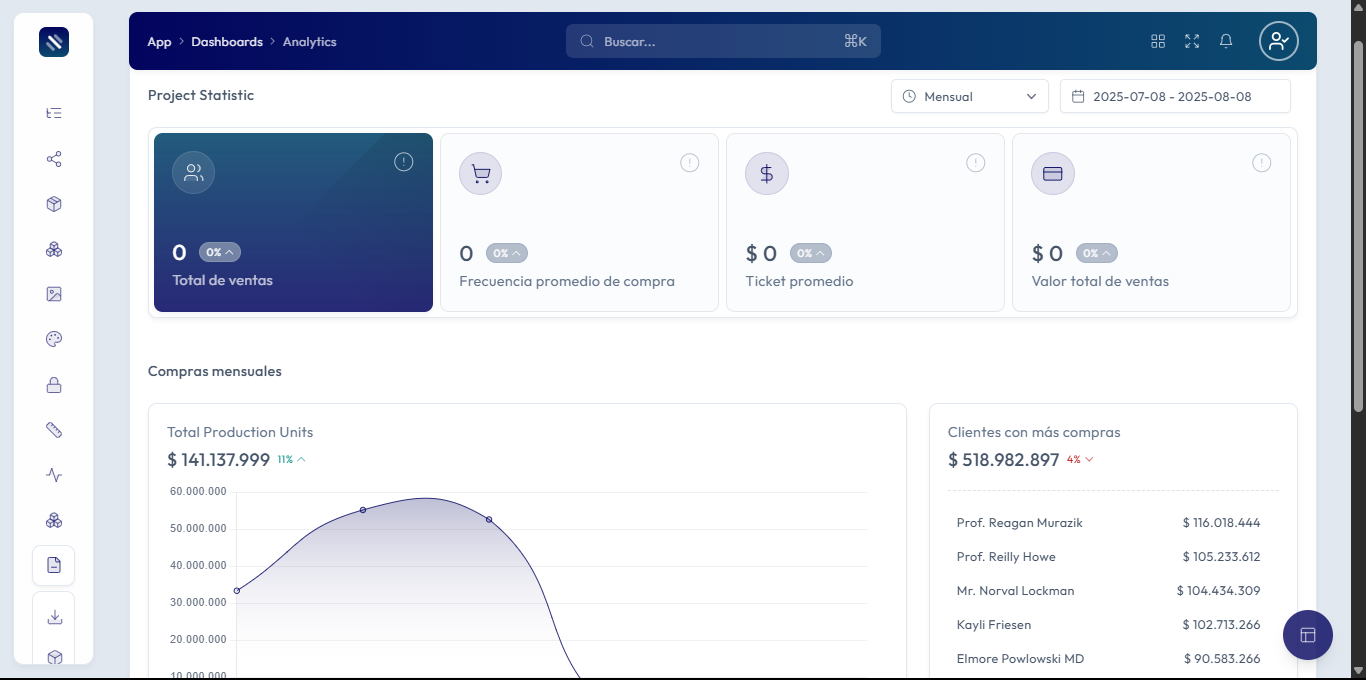 App > Dashboards > Analytics
Buscar...
⌘K
Project Statistic
Mensual
2025-07-08 - 2025-08-08
0 0%
Total de ventas
0 0%
Frecuencia promedio de compra
$ 0 0%
Ticket promedio
$ 0 0%
Valor total de ventas
Compras mensuales
Total Production Units
$ 141.137.999 11%
60.000.000
50.000.000
40.000.000
30.000.000
20.000.000
10.000.000
Clientes con más compras
$ 518.982.897 4%
Prof. Reagan Murazik $ 116.018.444
Prof. Reilly Howe $ 105.233.612
Mr. Norval Lockman $ 104.434.309
Kayli Friesen $ 102.713.266
Elmore Powlowski MD $ 90.583.266